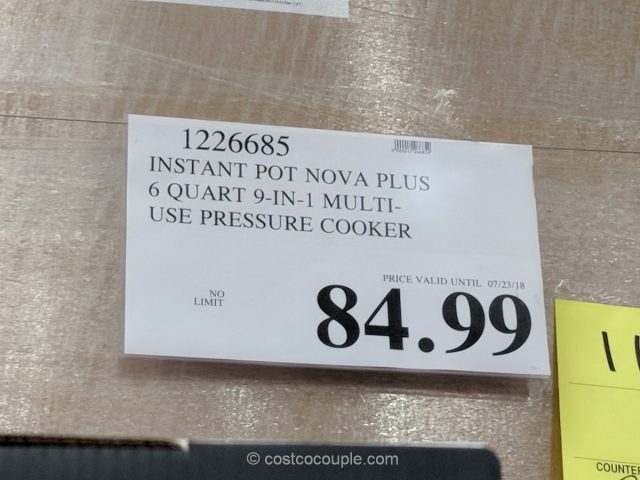 1226685
INSTANT POT NOVA PLUS
6 QUART 9-IN-1 MULTI-
USE PRESSURE COOKER
PRICE VALID UNTIL 07/23/18
NO
LIMIT
84.99
© costcocouple.com